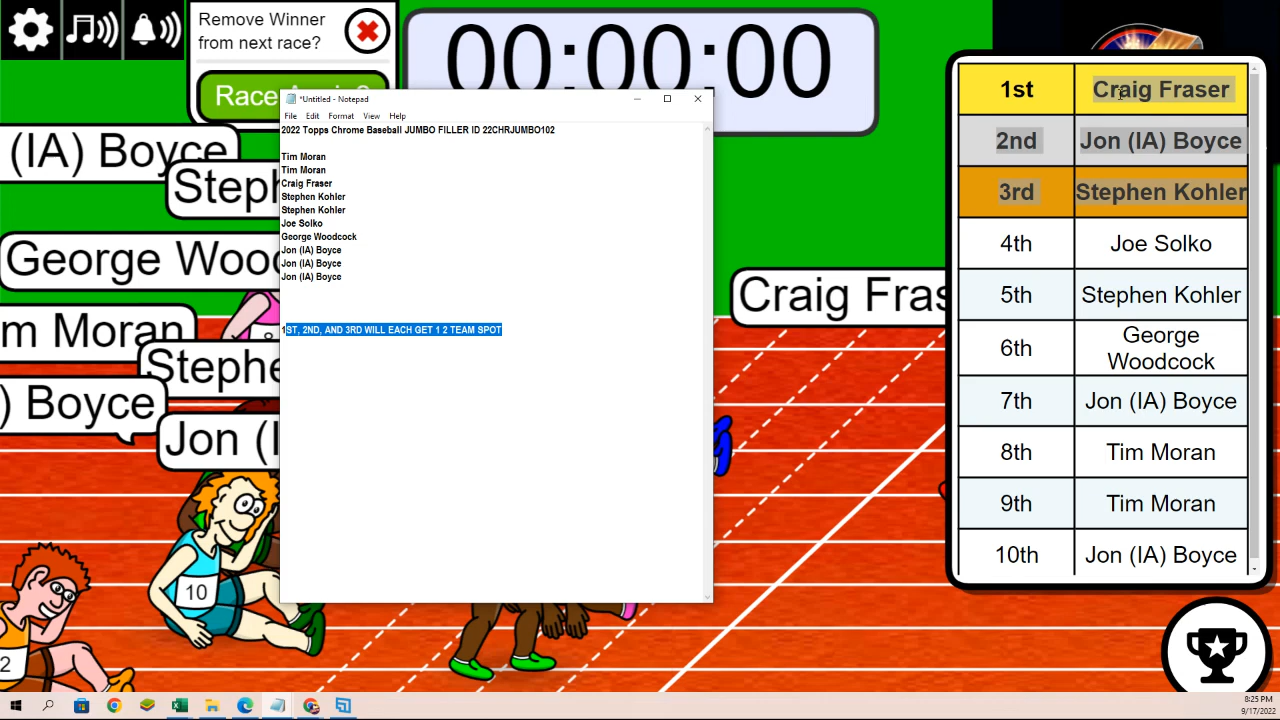 Remove Winner
from next race?
Race
00:00:00
*Untitled - Notepad
File Edit Format View Help
2022 Topps Chrome Baseball JUMBO FILLER ID 22CHRJUMBO102
Tim Moran
Tim Moran
Craig Fraser
Stephen Kohler
Stephen Kohler
Joe Solko
George Woodcock
Jon (IA) Boyce
Jon (IA) Boyce
Jon (IA) Boyce
1ST, 2ND, AND 3RD WILL EACH GET 1 2 TEAM SPOT
(IA) Boyce
Steph
George Wood
m Moran
Stephe
) Boyce
Jon (I
Craig Fras
8
10
2
1st Craig Fraser
2nd Jon (IA) Boyce
3rd Stephen Kohler
4th Joe Solko
5th Stephen Kohler
6th George
Woodcock
7th Jon (IA) Boyce
8th Tim Moran
9th Tim Moran
10th Jon (IA) Boyce
8:25 PM
9/17/2022